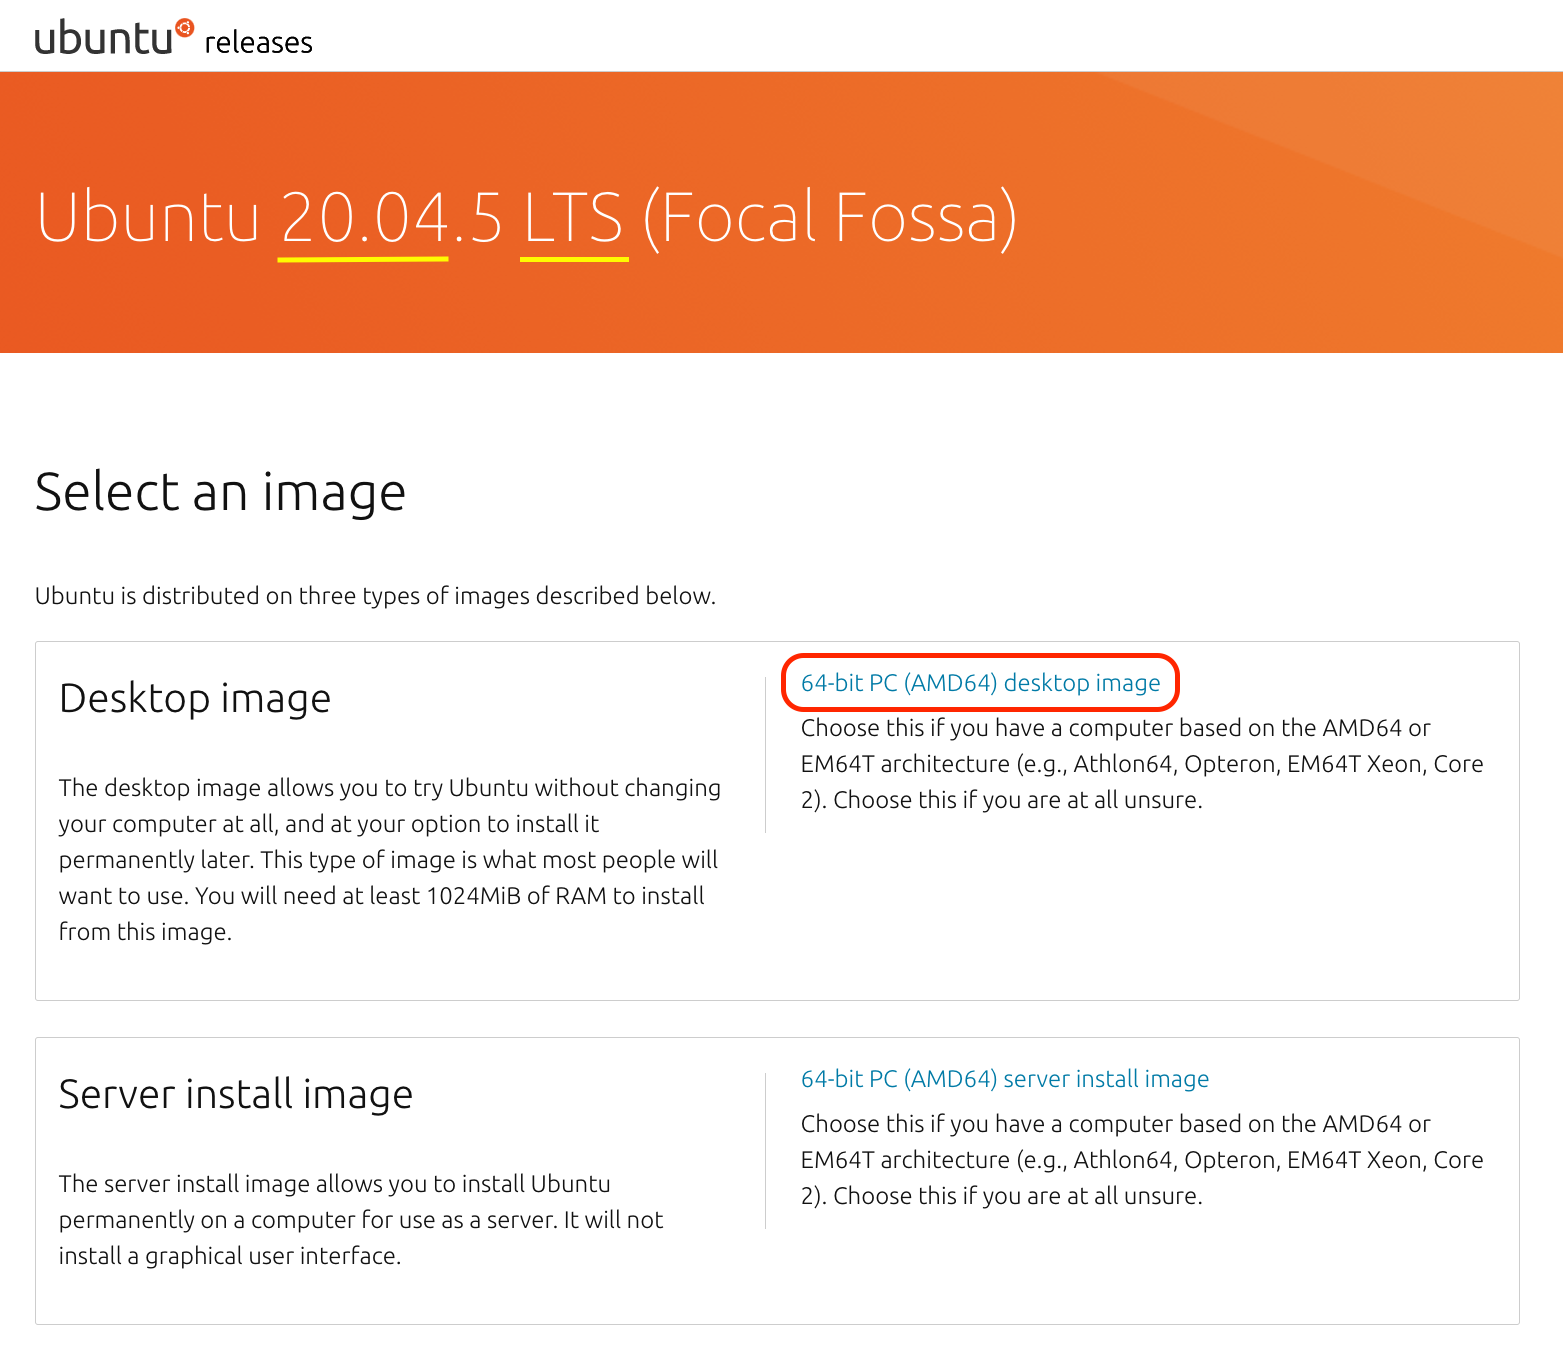 ubuntu releases
Ubuntu 20.04.5 LTS (Focal Fossa)
Select an image
Ubuntu is distributed on three types of images described below.
Desktop image
The desktop image allows you to try Ubuntu without changing
your computer at all, and at your option to install it
permanently later. This type of image is what most people will
want to use. You will need at least 1024MiB of RAM to install
from this image.
64-bit PC (AMD64) desktop image
Choose this if you have a computer based on the AMD64 or
EM64T architecture (e.g., Athlon64, Opteron, EM64T Xeon, Core
2). Choose this if you are at all unsure.
Server install image
The server install image allows you to install Ubuntu
permanently on a computer for use as a server. It will not
install a graphical user interface.
64-bit PC (AMD64) server install image
Choose this if you have a computer based on the AMD64 or
EM64T architecture (e.g., Athlon64, Opteron, EM64T Xeon, Core
2). Choose this if you are at all unsure.